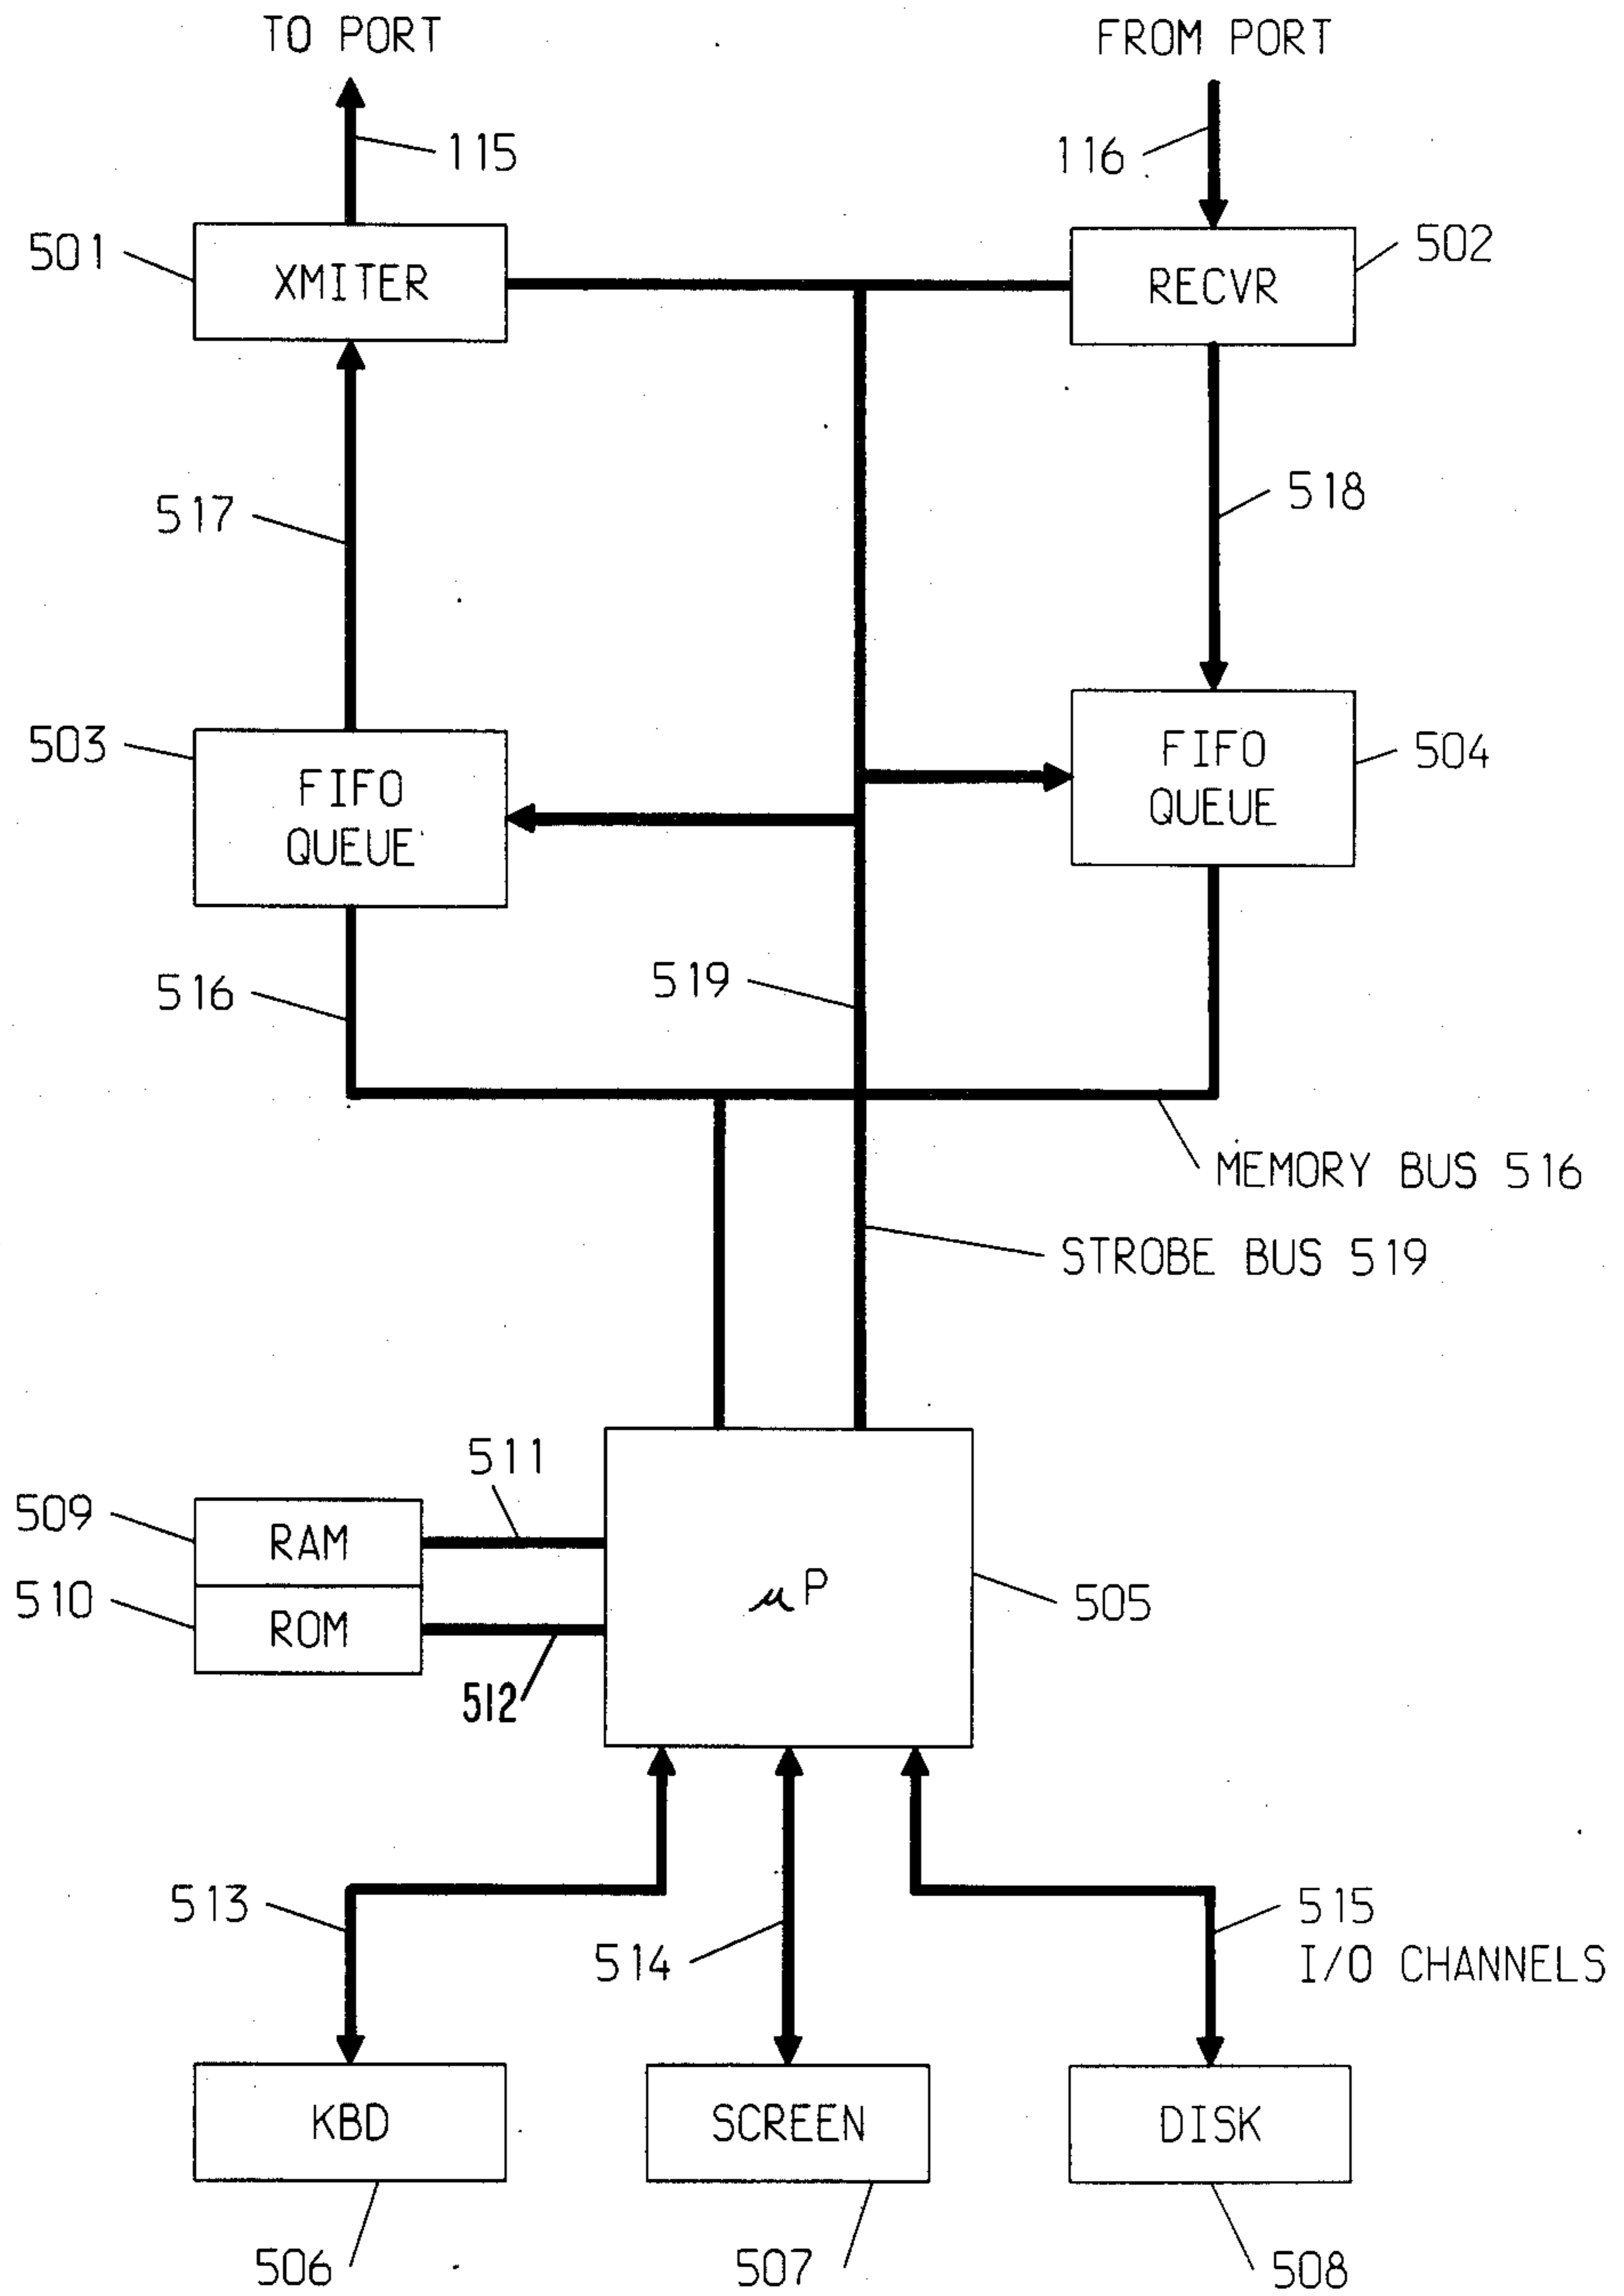 TO PORT
FROM PORT
115
116
501
XMITER
RECVR
502
517
518
503
FIFO
QUEUE
FIFO
QUEUE
504
516
519
MEMORY BUS 516
STROBE BUS 519
511
509
RAM
510
ROM
512
µP
505
513
514
515
I/O CHANNELS
KBD
SCREEN
DISK
506
507
508